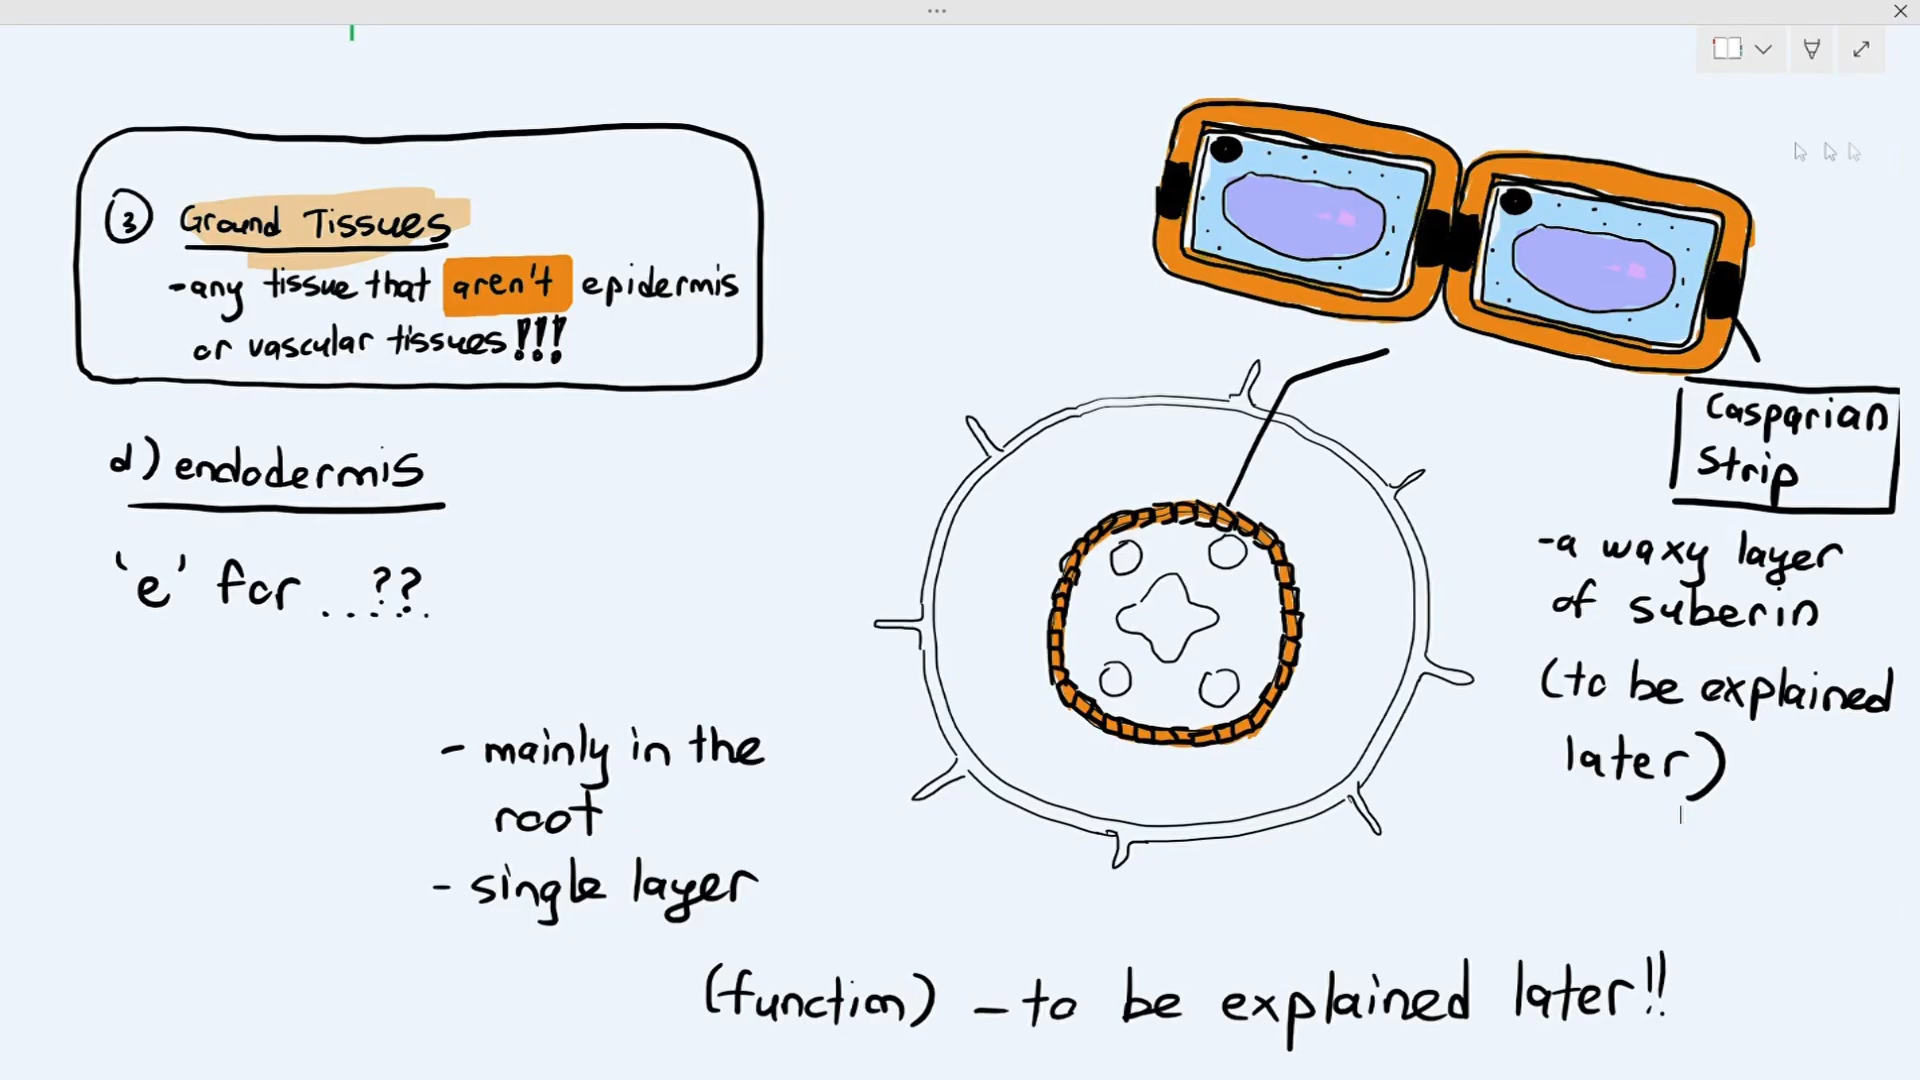 3 Ground Tissues
-any tissue that aren't epidermis
or vascular tissues!!!
d) endodermis
'e' for ....??.
- mainly in the
root
- single layer
Casparian
Strip
-a waxy layer
of suberin
(to be explained
later)
(function) - to be explained later!!